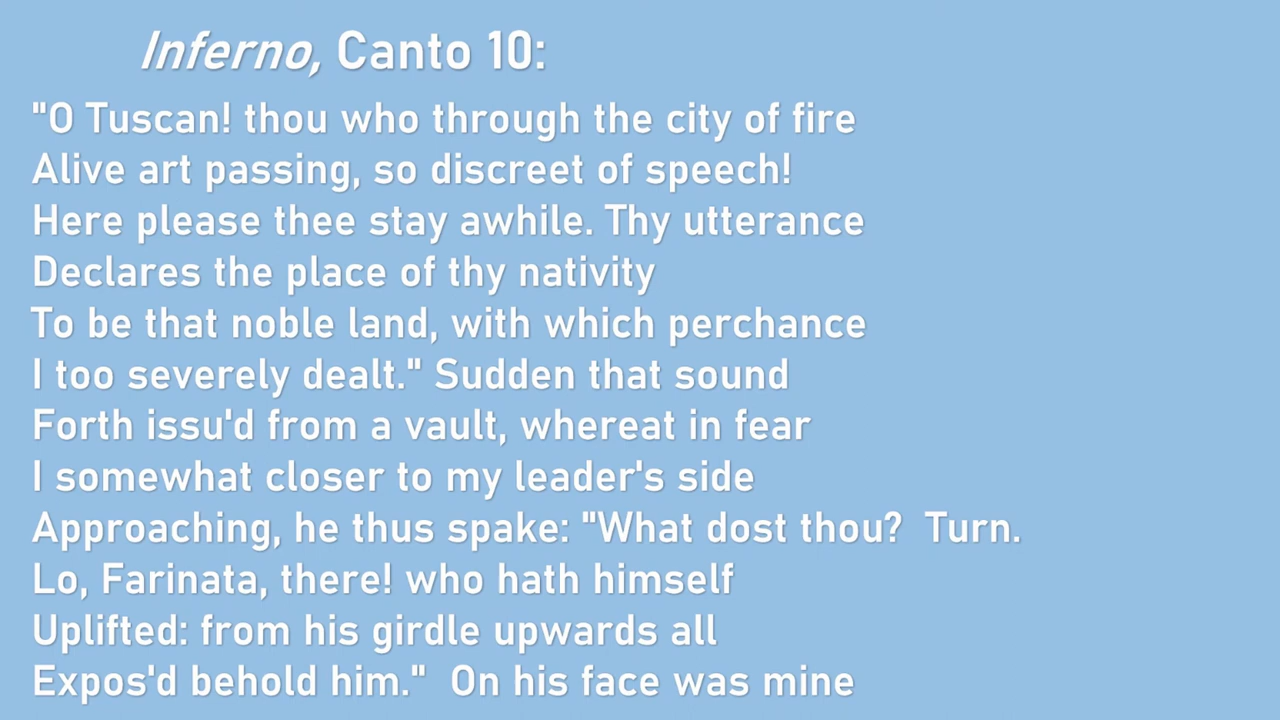 Inferno, Canto 10:
"O Tuscan! thou who through the city of fire
Alive art passing, so discreet of speech!
Here please thee stay awhile. Thy utterance
Declares the place of thy nativity
To be that noble land, with which perchance
I too severely dealt." Sudden that sound
Forth issu'd from a vault, whereat in fear
I somewhat closer to my leader's side
Approaching, he thus spake: "What dost thou?  Turn.
Lo, Farinata, there! who hath himself
Uplifted: from his girdle upwards all
Expos'd behold him."  On his face was mine